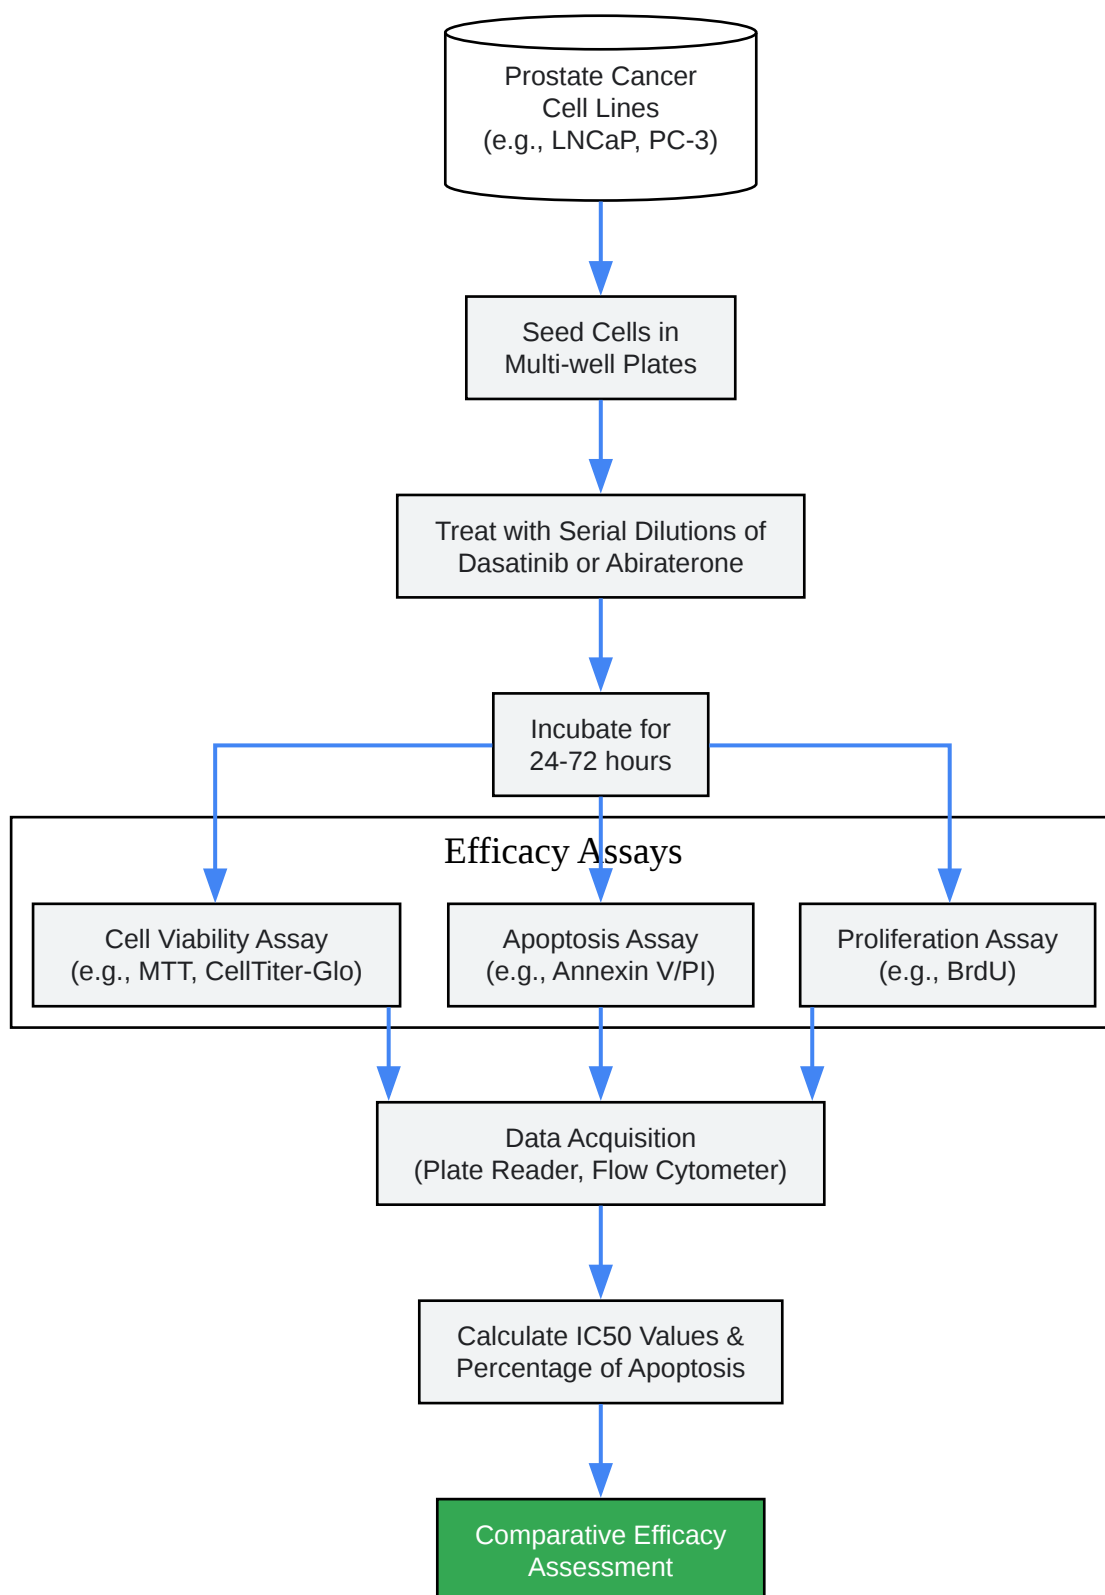 Prostate Cancer
Cell Lines
(e.g., LNCaP, PC-3)
Seed Cells in
Multi-well Plates
Treat with Serial Dilutions of
Dasatinib or Abiraterone
Incubate for
24-72 hours
Efficacy Assays
Cell Viability Assay
(e.g., MTT, CellTiter-Glo)
Apoptosis Assay
(e.g., Annexin V/PI)
Proliferation Assay
(e.g., BrdU)
Data Acquisition
(Plate Reader, Flow Cytometer)
Calculate IC50 Values &
Percentage of Apoptosis
Comparative Efficacy
Assessment